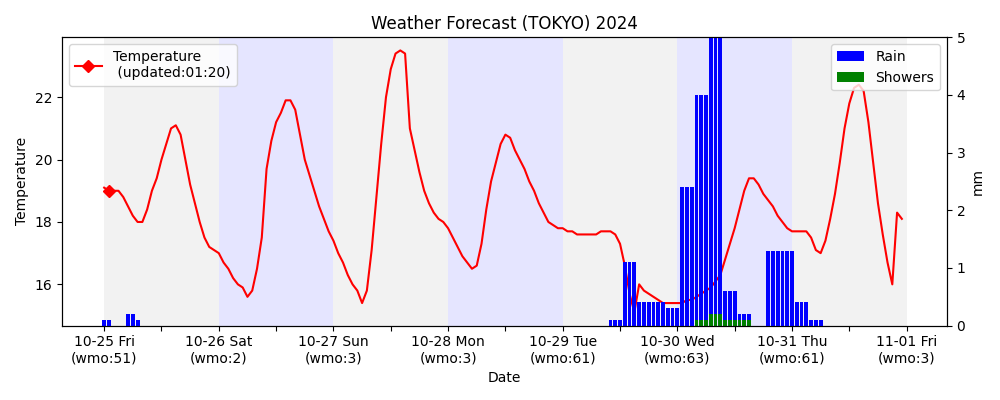 Weather Forecast (TOKYO) 2024
Temperature
(updated:01:20)
Rain
Showers
Temperature
22
20
18
16
5
4
3
2
1
0
mm
10-25 Fri
(wmo:51)
10-26 Sat
(wmo:2)
10-27 Sun
(wmo:3)
10-28 Mon
(wmo:3)
10-29 Tue
(wmo:61)
10-30 Wed
(wmo:63)
10-31 Thu
(wmo:61)
11-01 Fri
(wmo:3)
Date